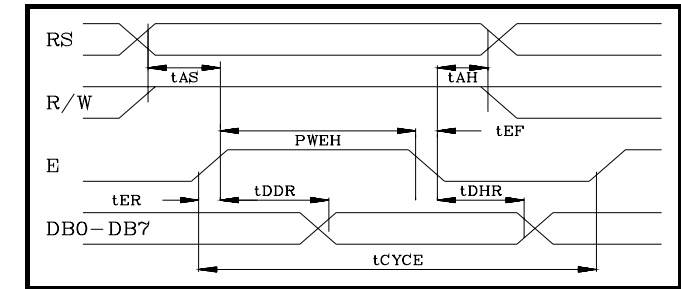 RS
tAS
tAH
R/W
PWEH
tEF
E
tER
tDDR
tDHR
DB0-DB7
tCYCE